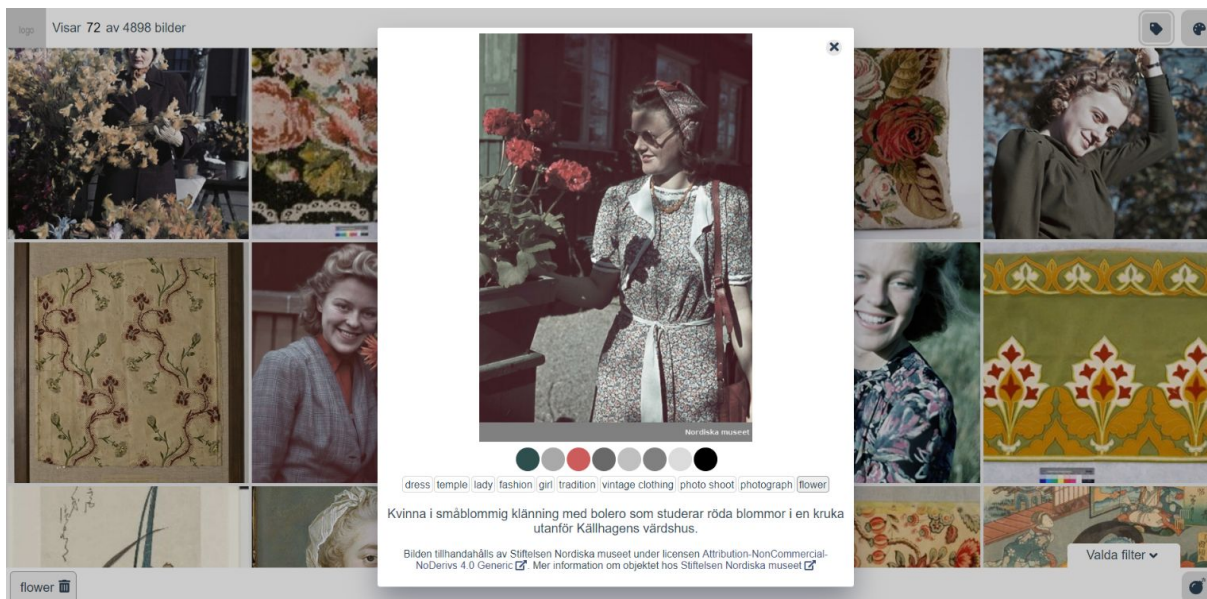 logo
Visar 72 av 4898 bilder
Nordiska museet
dress temple lady fashion girl tradition vintage clothing photo shoot photograph flower
Kvinna i småblommig klänning med bolero som studerar röda blommor i en kruka
utanför Källhagens värdshus.
Bilden tillhandahålls av Stiftelsen Nordiska museet under licensen Attribution-NonCommercial-
NoDerivs 4.0 Generic. Mer information om objektet hos Stiftelsen Nordiska museet
Valda filter
flower